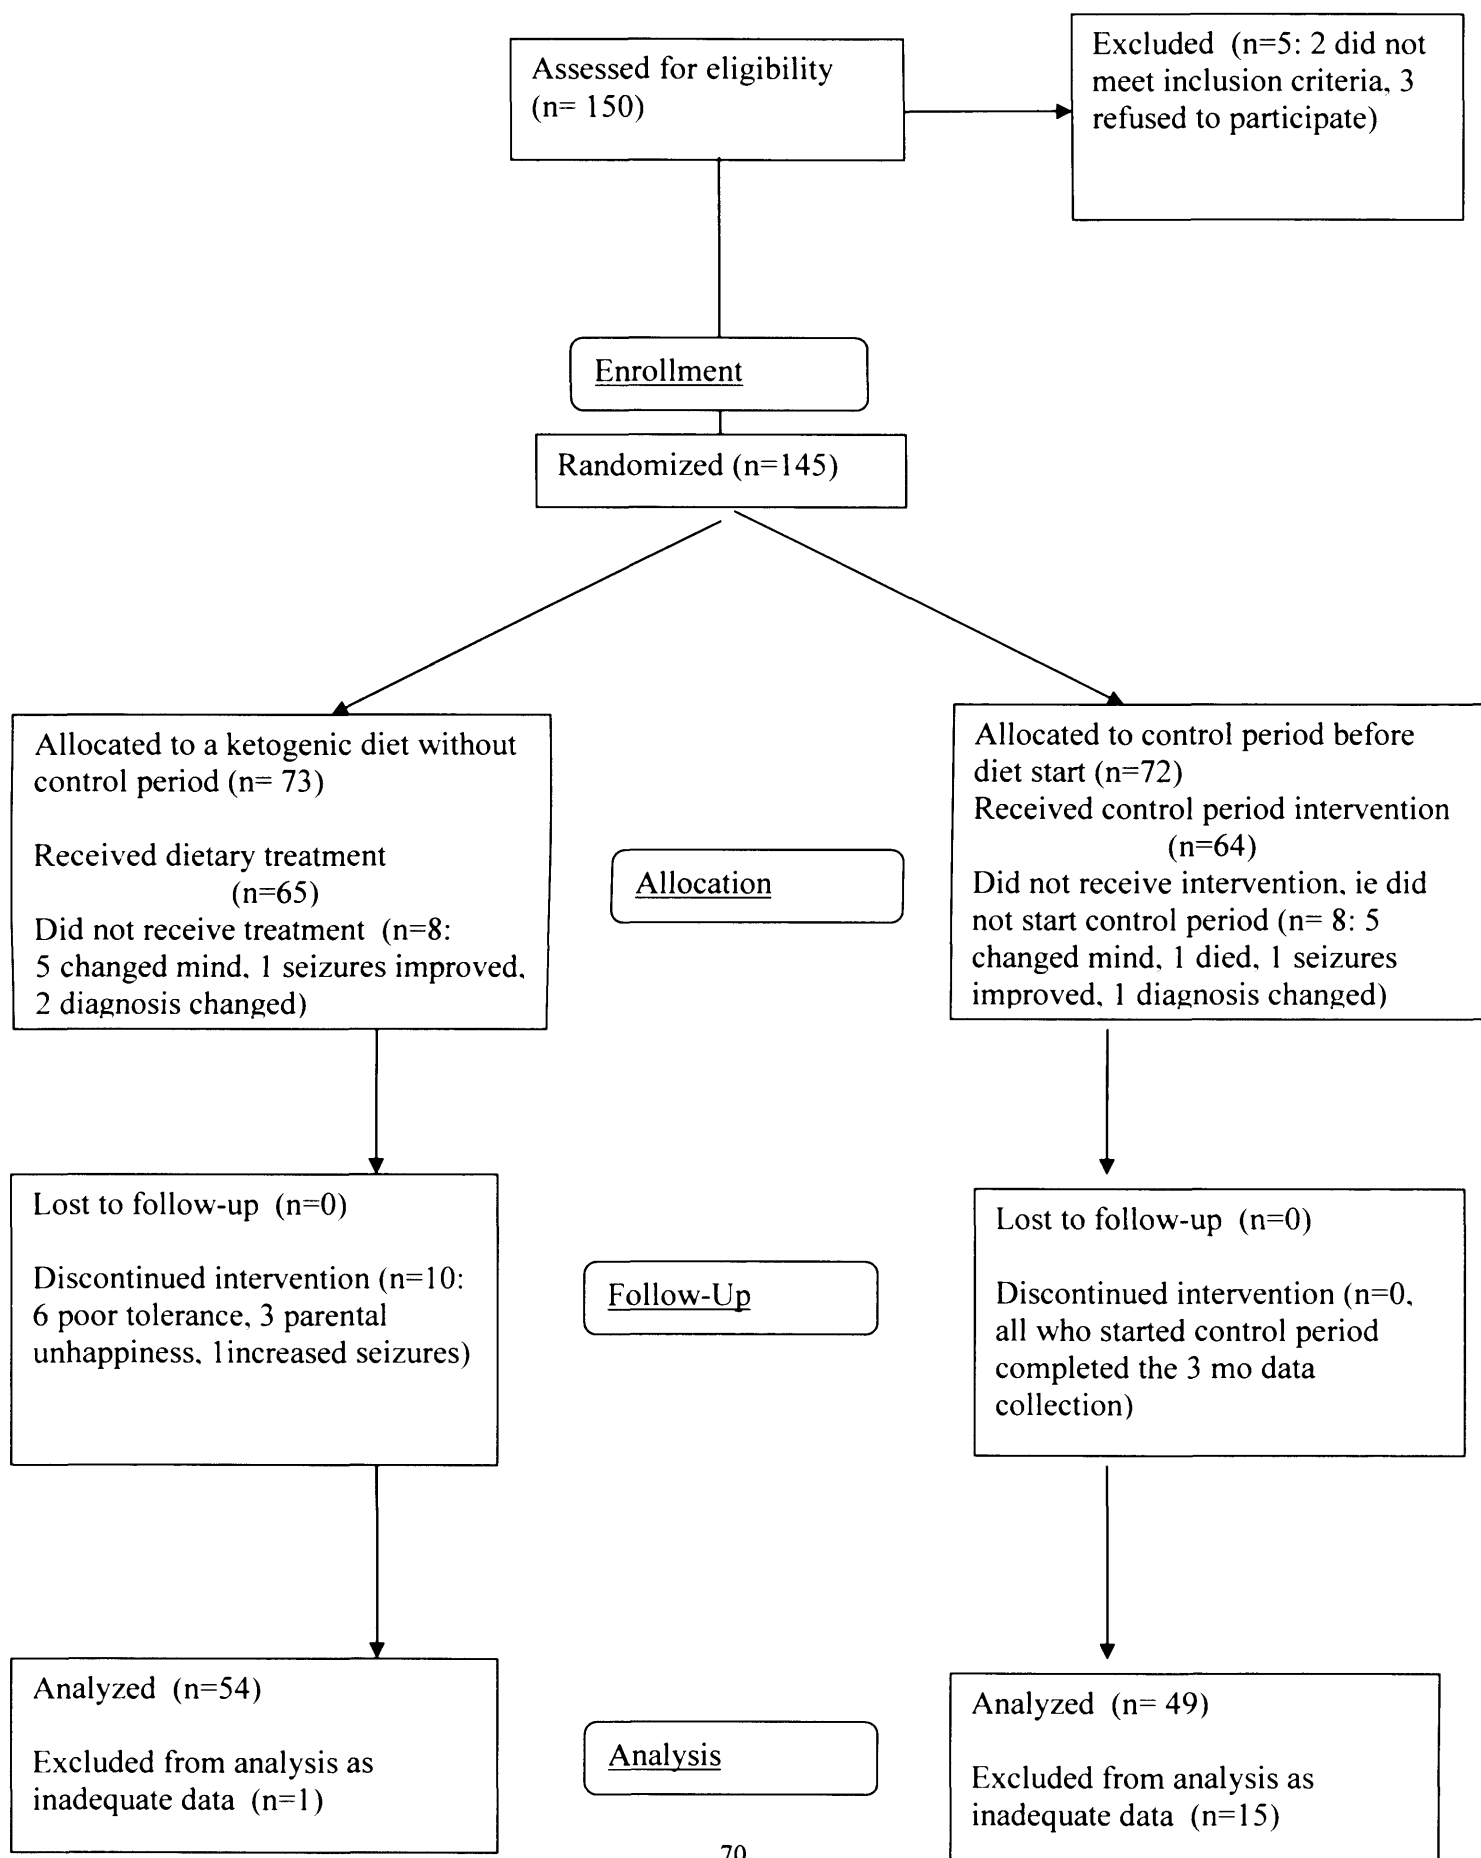 Assessed for eligibility
(n= 150)
Excluded (n=5: 2 did not
meet inclusion criteria, 3
refused to participate)
Enrollment
Randomized (n=145)
Allocated to a ketogenic diet without
control period (n= 73)
Received dietary treatment
(n=65)
Did not receive treatment (n=8:
5 changed mind, 1 seizures improved,
2 diagnosis changed)
Allocation
Allocated to control period before
diet start (n=72)
Received control period intervention
(n=64)
Did not receive intervention, ie did
not start control period (n= 8: 5
changed mind, 1 died, 1 seizures
improved, 1 diagnosis changed)
Lost to follow-up (n=0)
Discontinued intervention (n=10:
6 poor tolerance, 3 parental
unhappiness, 1increased seizures)
Follow-Up
Lost to follow-up (n=0)
Discontinued intervention (n=0,
all who started control period
completed the 3 mo data
collection)
Analyzed (n=54)
Excluded from analysis as
inadequate data (n=1)
Analysis
Analyzed (n= 49)
Excluded from analysis as
inadequate data (n=15)
70